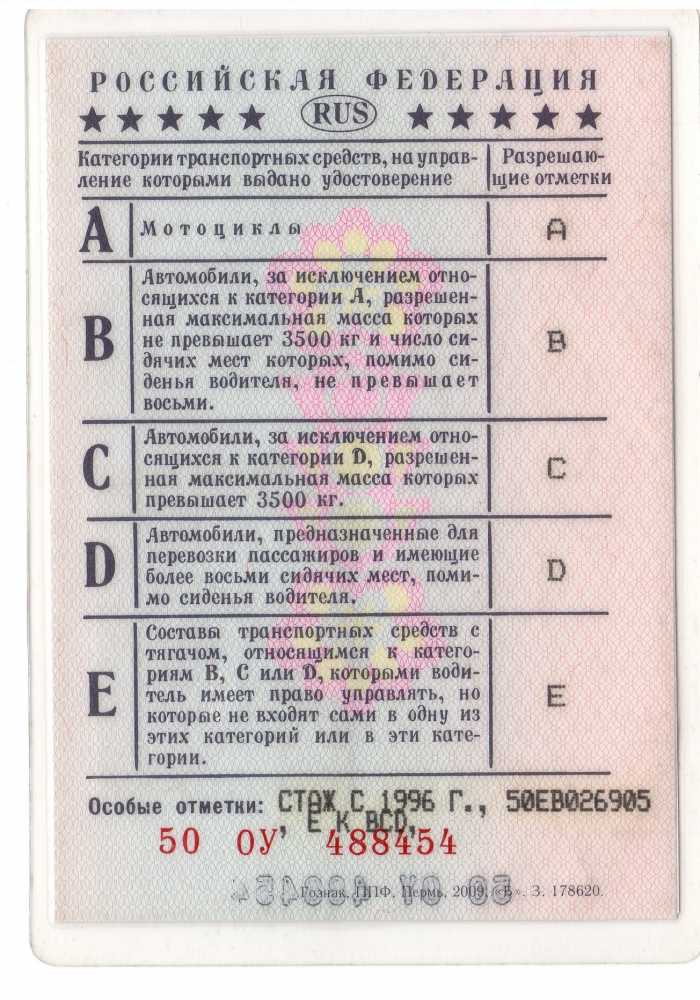 РОССИЙСКАЯ ФЕДЕРАЦИЯ
★ ★ ★ ★ ★ RUS ★ ★ ★ ★ ★
Категории транспортных средств, на управ- Разрешаю-
ление которыми выдано удостоверение щие отметки
A Мотоциклы A
Автомобили, за исключением отно-
сящихся к категории A, разрешен-
ная максимальная масса которых
B не превышает 3500 кг и число си- B
дячих мест которых, помимо си-
денья водителя, не превышает
восьми.
Автомобили, за исключением отно-
C сящихся к категории D, разрешен- C
ная максимальная масса которых
превышает 3500 кг.
Автомобили, предназначенные для
D перевозки пассажиров и имеющие D
более восьми сидячих мест, поми-
мо сиденья водителя.
Составы транспортных средств с
тягачом, относящимся к катего-
риям B, C или D, которыми води-
E тель имеет право управлять, но E
которые не входят сами в одну из
этих категорий или в эти кате-
гории.
Особые отметки: СТАЖ С 1996 Г., 50ЕВ026905
, Е К BCD,
50 ОУ 488454
Гознак, ППФ, Пермь, 2009, «Б». З. 178620.